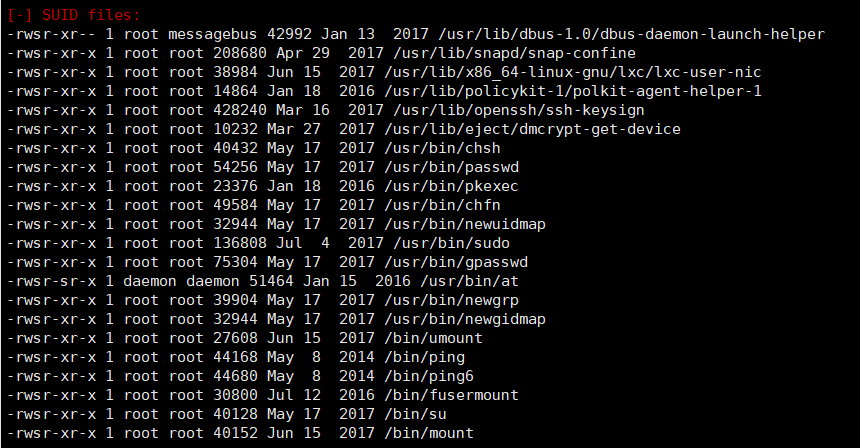 [-] SUID files:
-rwsr-xr-- 1 root messagebus 42992 Jan 13  2017 /usr/lib/dbus-1.0/dbus-daemon-launch-helper
-rwsr-xr-x 1 root root 208680 Apr 29  2017 /usr/lib/snapd/snap-confine
-rwsr-xr-x 1 root root 38984 Jun 15  2017 /usr/lib/x86_64-linux-gnu/lxc/lxc-user-nic
-rwsr-xr-x 1 root root 14864 Jan 18  2016 /usr/lib/policykit-1/polkit-agent-helper-1
-rwsr-xr-x 1 root root 428240 Mar 16  2017 /usr/lib/openssh/ssh-keysign
-rwsr-xr-x 1 root root 10232 Mar 27  2017 /usr/lib/eject/dmcrypt-get-device
-rwsr-xr-x 1 root root 40432 May 17  2017 /usr/bin/chsh
-rwsr-xr-x 1 root root 54256 May 17  2017 /usr/bin/passwd
-rwsr-xr-x 1 root root 23376 Jan 18  2016 /usr/bin/pkexec
-rwsr-xr-x 1 root root 49584 May 17  2017 /usr/bin/chfn
-rwsr-xr-x 1 root root 32944 May 17  2017 /usr/bin/newuidmap
-rwsr-xr-x 1 root root 136808 Jul  4  2017 /usr/bin/sudo
-rwsr-xr-x 1 root root 75304 May 17  2017 /usr/bin/gpasswd
-rwsr-sr-x 1 daemon daemon 51464 Jan 15  2016 /usr/bin/at
-rwsr-xr-x 1 root root 39904 May 17  2017 /usr/bin/newgrp
-rwsr-xr-x 1 root root 32944 May 17  2017 /usr/bin/newgidmap
-rwsr-xr-x 1 root root 27608 Jun 15  2017 /bin/umount
-rwsr-xr-x 1 root root 44168 May  8  2014 /bin/ping
-rwsr-xr-x 1 root root 44680 May  8  2014 /bin/ping6
-rwsr-xr-x 1 root root 30800 Jul 12  2016 /bin/fusermount
-rwsr-xr-x 1 root root 40128 May 17  2017 /bin/su
-rwsr-xr-x 1 root root 40152 Jun 15  2017 /bin/mount